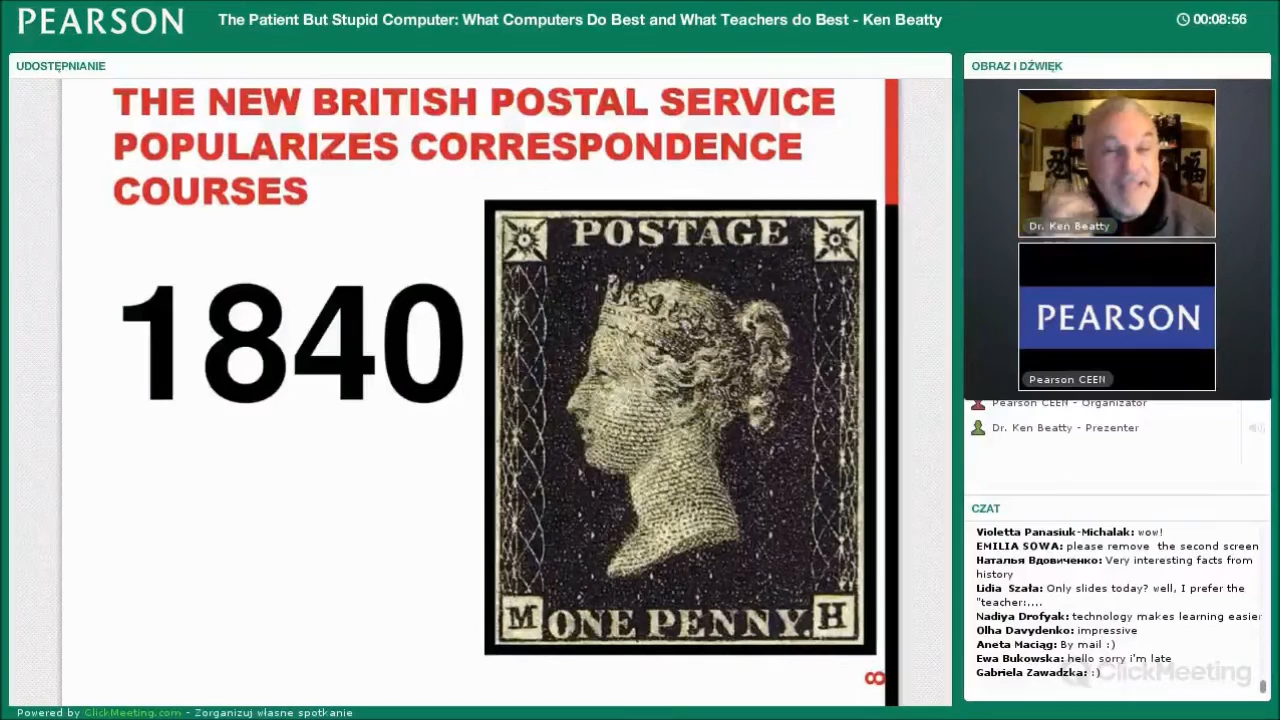 PEARSON
The Patient But Stupid Computer: What Computers Do Best and What Teachers do Best - Ken Beatty
00:08:56
UDOSTĘPNIANIE
THE NEW BRITISH POSTAL SERVICE
POPULARIZES CORRESPONDENCE
COURSES
1840
POSTAGE
M ONE PENNY. H
8
OBRAZ I DŹWIĘK
Dr. Ken Beatty
PEARSON
Pearson CEEN
Pearson CEEN - Organizator
Dr. Ken Beatty - Prezenter
CZAT
Violetta Panasiuk-Michalak: wow!
EMILIA SOWA: please remove the second screen
Наталья Вдовиченко: Very interesting facts from
history
Lidia Szała: Only slides today? well, I prefer the
"teacher:....
Nadiya Drofyak: technology makes learning easier
Olha Davydenko: impressive
Aneta Maciąg: By mail :)
Ewa Bukowska: hello sorry i'm late
Gabriela Zawadzka: :)
ClickMeeting
Powered by ClickMeeting.com - Zorganizuj własne spotkanie